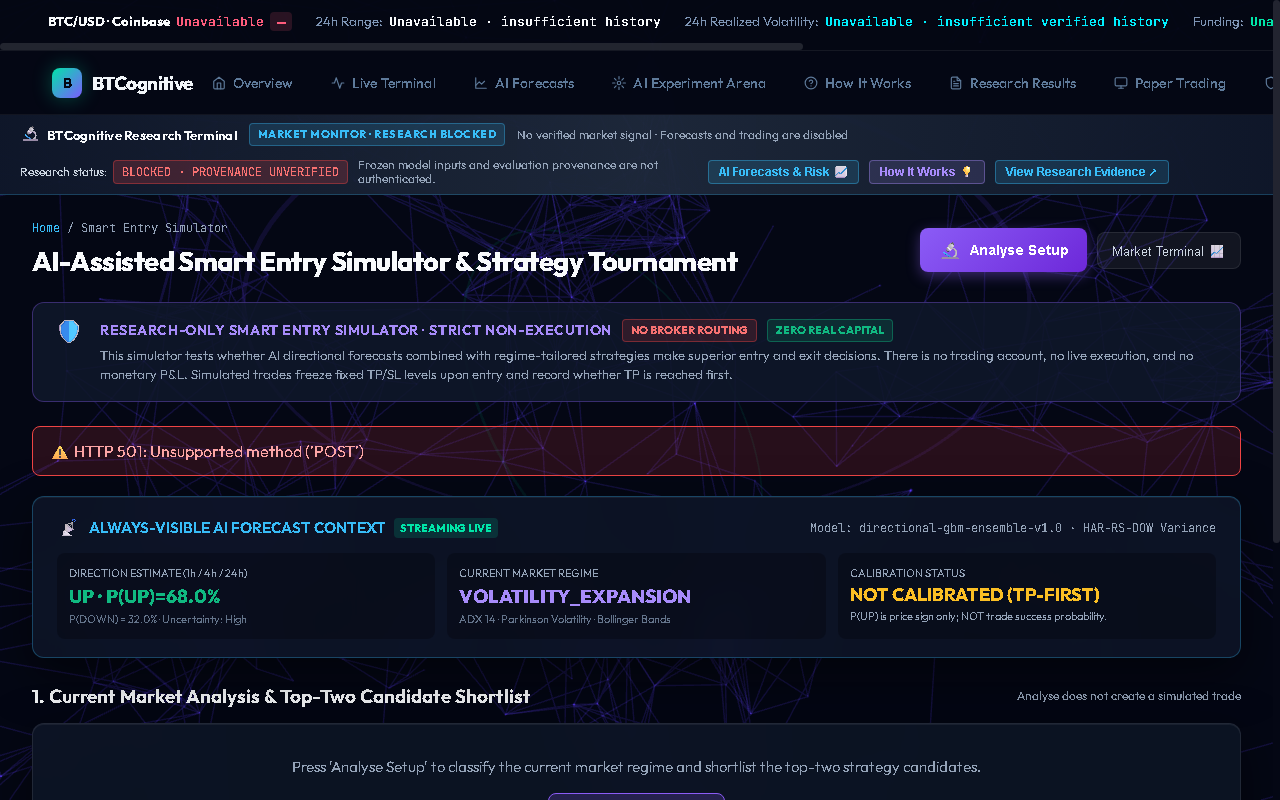 BTC/USD · Coinbase Unavailable — 24h Range: Unavailable · insufficient history 24h Realized Volatility: Unavailable · insufficient verified history Funding: Una
B BTCognitive Overview Live Terminal AI Forecasts AI Experiment Arena How It Works Research Results Paper Trading
BTCognitive Research Terminal MARKET MONITOR · RESEARCH BLOCKED No verified market signal · Forecasts and trading are disabled
Research status: BLOCKED · PROVENANCE UNVERIFIED Frozen model inputs and evaluation provenance are not
authenticated.
AI Forecasts & Risk How It Works View Research Evidence ↗
Home / Smart Entry Simulator
AI-Assisted Smart Entry Simulator & Strategy Tournament
Analyse Setup Market Terminal
RESEARCH-ONLY SMART ENTRY SIMULATOR · STRICT NON-EXECUTION NO BROKER ROUTING ZERO REAL CAPITAL
This simulator tests whether AI directional forecasts combined with regime-tailored strategies make superior entry and exit decisions. There is no trading account, no live execution, and no
monetary P&L. Simulated trades freeze fixed TP/SL levels upon entry and record whether TP is reached first.
⚠️ HTTP 501: Unsupported method ('POST')
ALWAYS-VISIBLE AI FORECAST CONTEXT STREAMING LIVE Model: directional-gbm-ensemble-v1.0 · HAR-RS-DOW Variance
DIRECTION ESTIMATE (1h / 4h / 24h)
UP · P(UP)=68.0%
P(DOWN) = 32.0% · Uncertainty: High
CURRENT MARKET REGIME
VOLATILITY_EXPANSION
ADX 14 · Parkinson Volatility · Bollinger Bands
CALIBRATION STATUS
NOT CALIBRATED (TP-FIRST)
P(UP) is price sign only; NOT trade success probability.
1. Current Market Analysis & Top-Two Candidate Shortlist Analyse does not create a simulated trade
Press 'Analyse Setup' to classify the current market regime and shortlist the top-two strategy candidates.